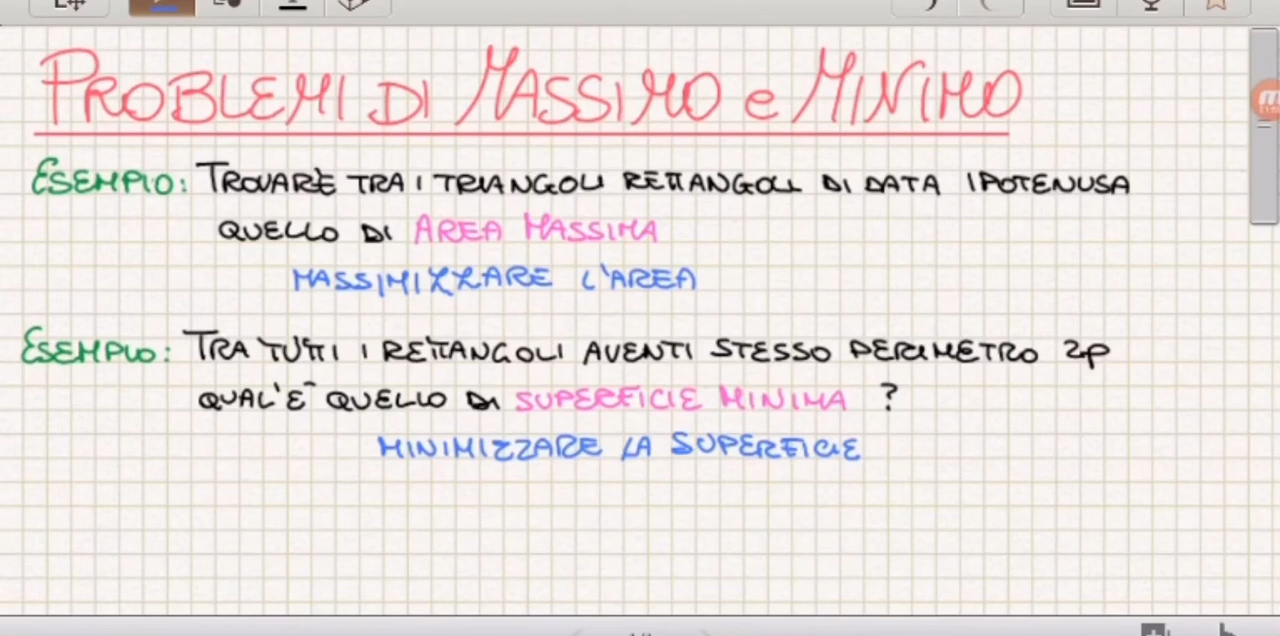 PROBLEMI DI MASSIMO e MINIMO
ESEMPIO: TROVARE TRA I TRIANGOLI RETTANGOLI DI DATA IPOTENUSA
QUELLO DI AREA MASSIMA
MASSIMIZZARE L'AREA
ESEMPIO: TRA TUTTI I RETTANGOLI AVENTI STESSO PERIMETRO 2p
QUAL'E' QUELLO DI SUPERFICIE MINIMA ?
MINIMIZZARE LA SUPERFICIE